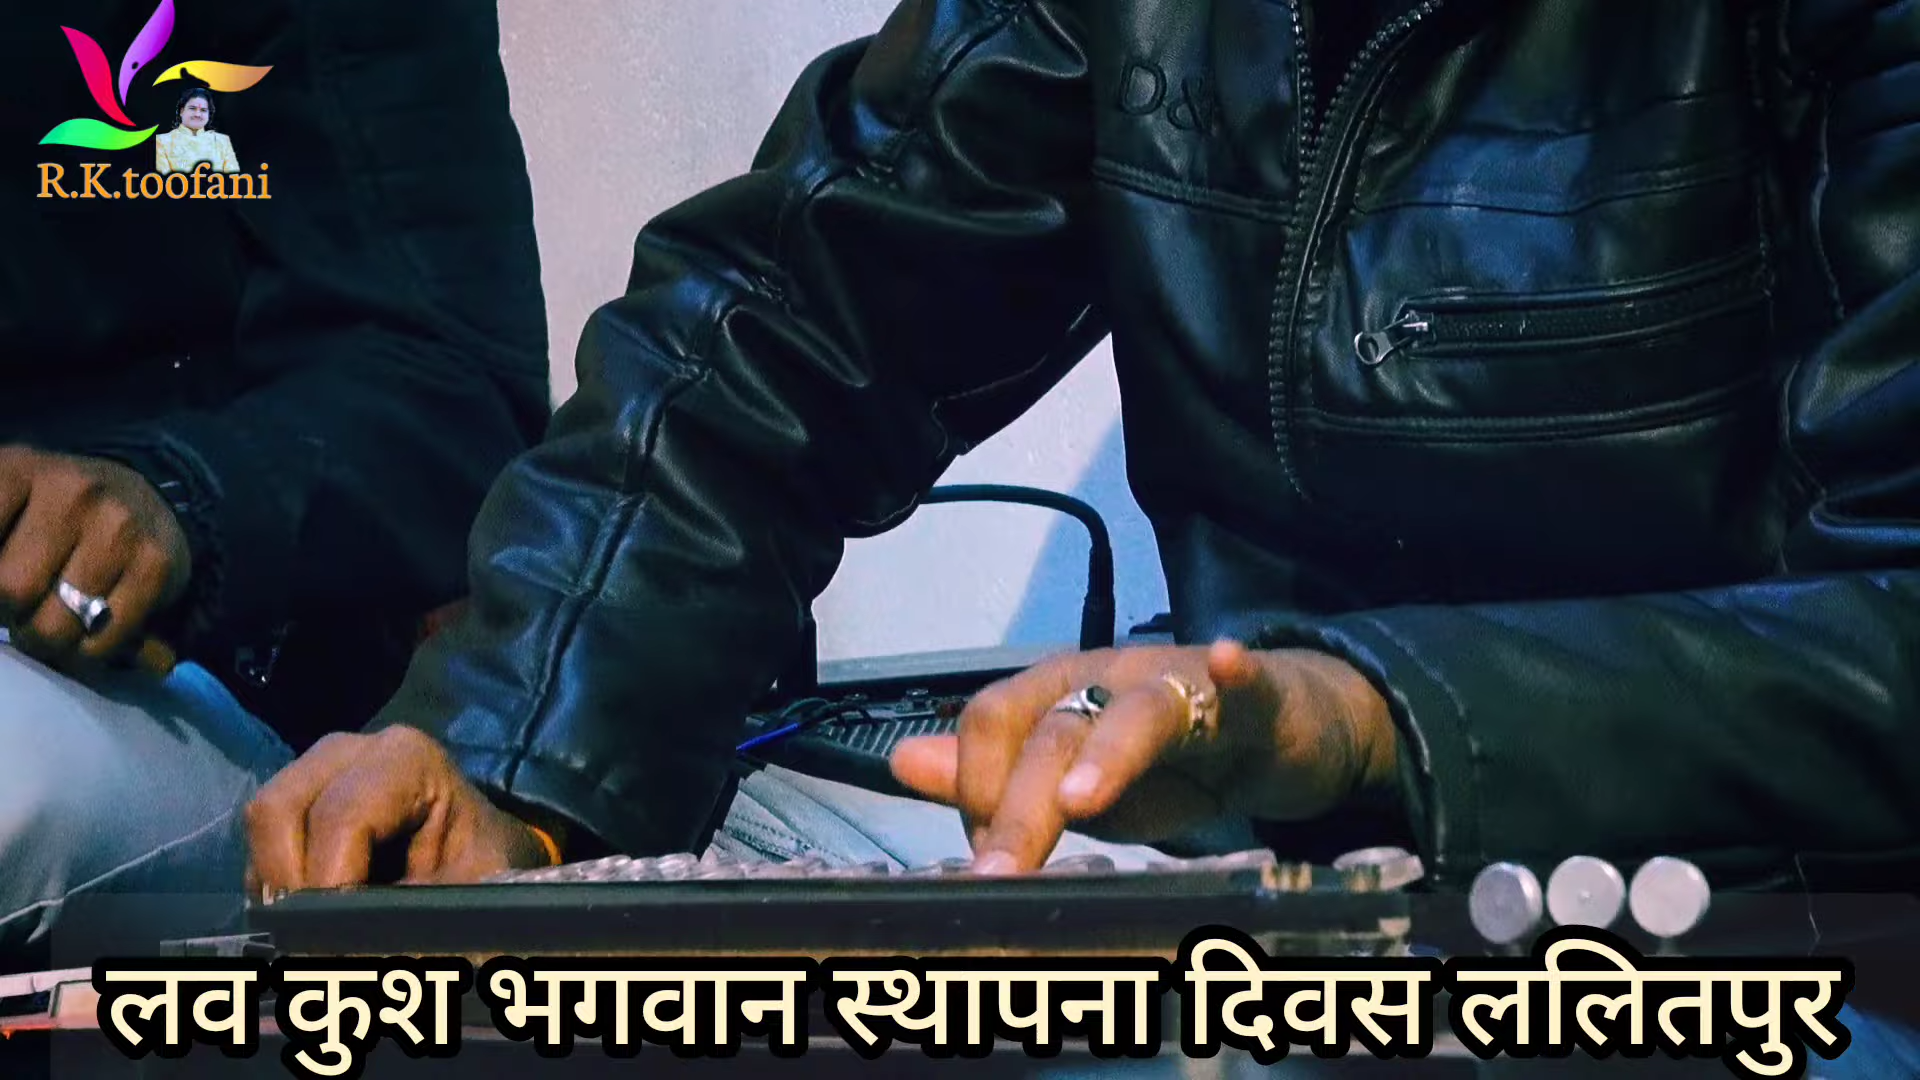 R.K.toofani
D&
लव कुश भगवान स्थापना दिवस ललितपुर